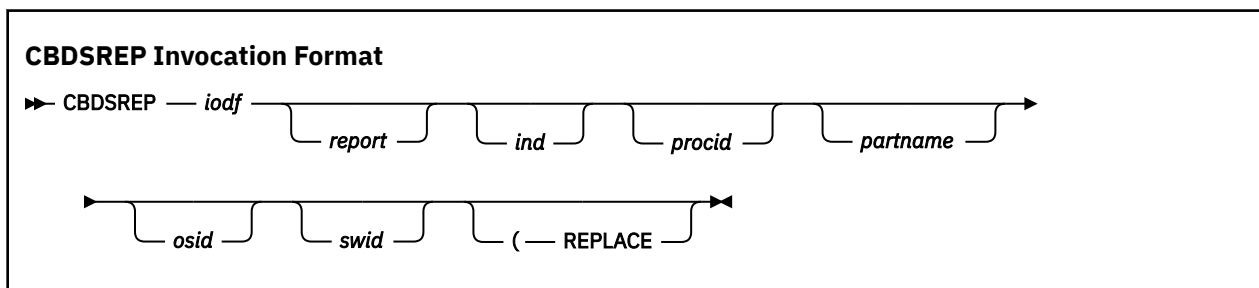 CBDSREP Invocation Format
CBDSREP iodf report ind procid partname
osid swid ( REPLACE